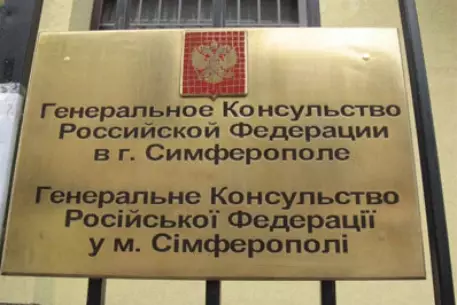 Генеральное Консульство
Российской Федерации
в г. Симферополе
Генеральне Консульство
Російської Федерації
у м. Сімферополі